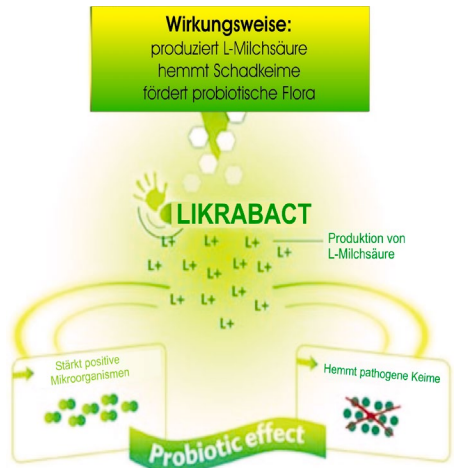 Wirkungsweise:
produziert L-Milchsäure
hemmt Schadkeime
fördert probiotische Flora
LIKRABACT
L+ L+ L+ L+
Produktion von
L-Milchsäure
L+ L+ L+ L+ L+
L+ L+ L+ L+
L+
Stärkt positive
Mikroorganismen
Hemmt pathogene Keime
Probiotic effect